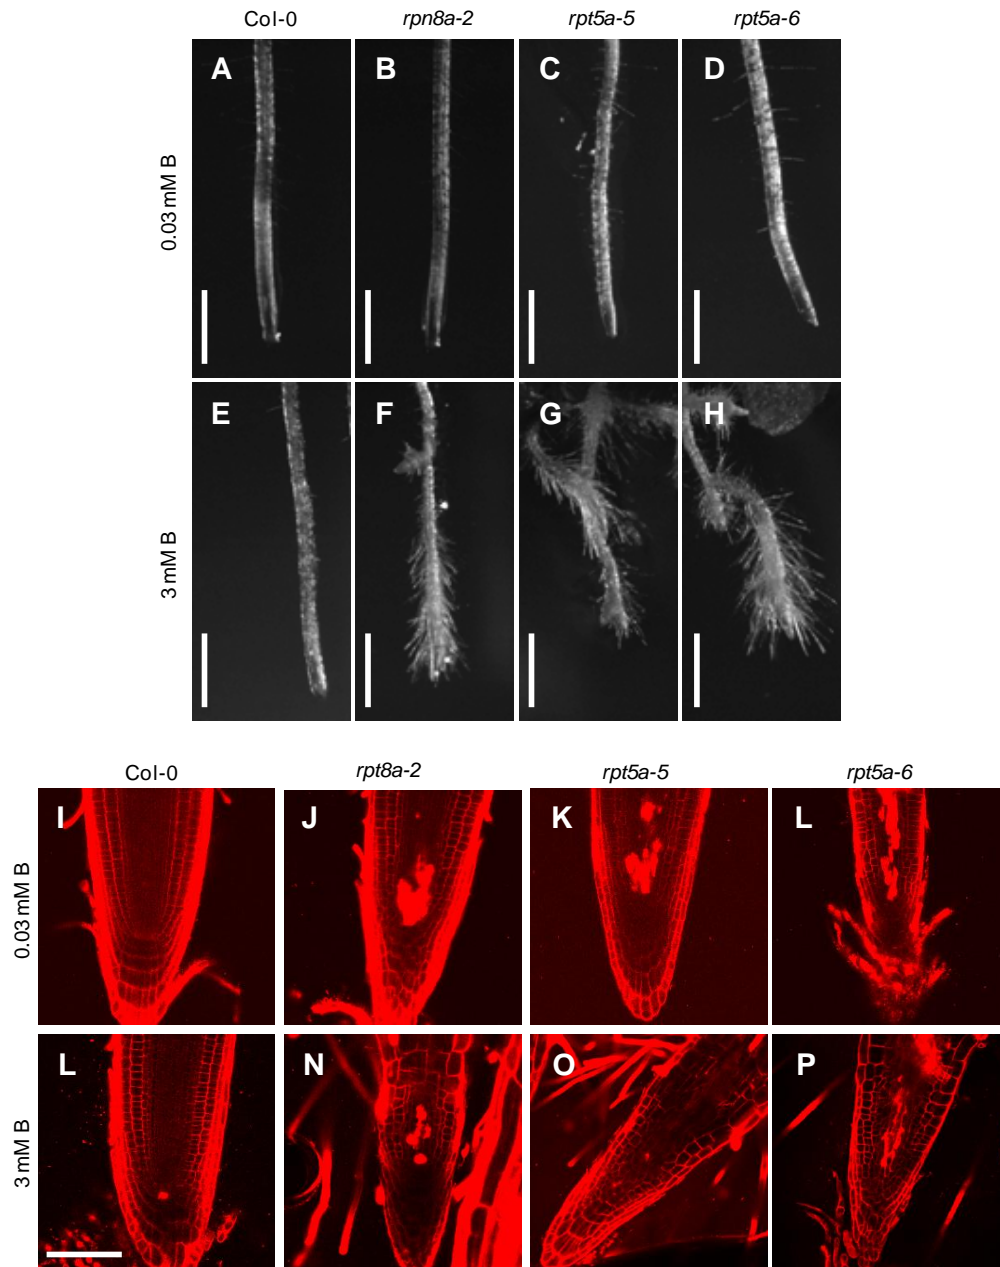 Col-0 rpn8a-2 rpt5a-5 rpt5a-6
A B C D
0.03 mM B
E F G H
3 mM B
Col-0 rpt8a-2 rpt5a-5 rpt5a-6
I J K L
0.03 mM B
L N O P
3 mM B